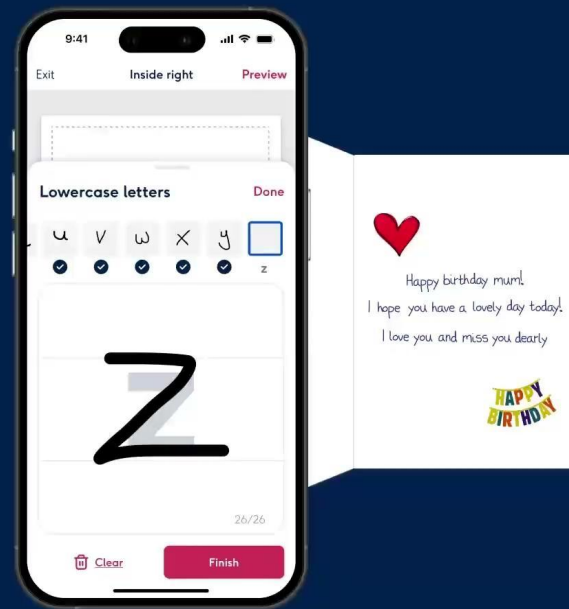 9:41
Exit Inside right Preview
Lowercase letters Done
u v w x y
z
z
26/26
Clear Finish
Happy birthday mum!
I hope you have a lovely day today!
I love you and miss you dearly
HAPPY
BIRTHDAY